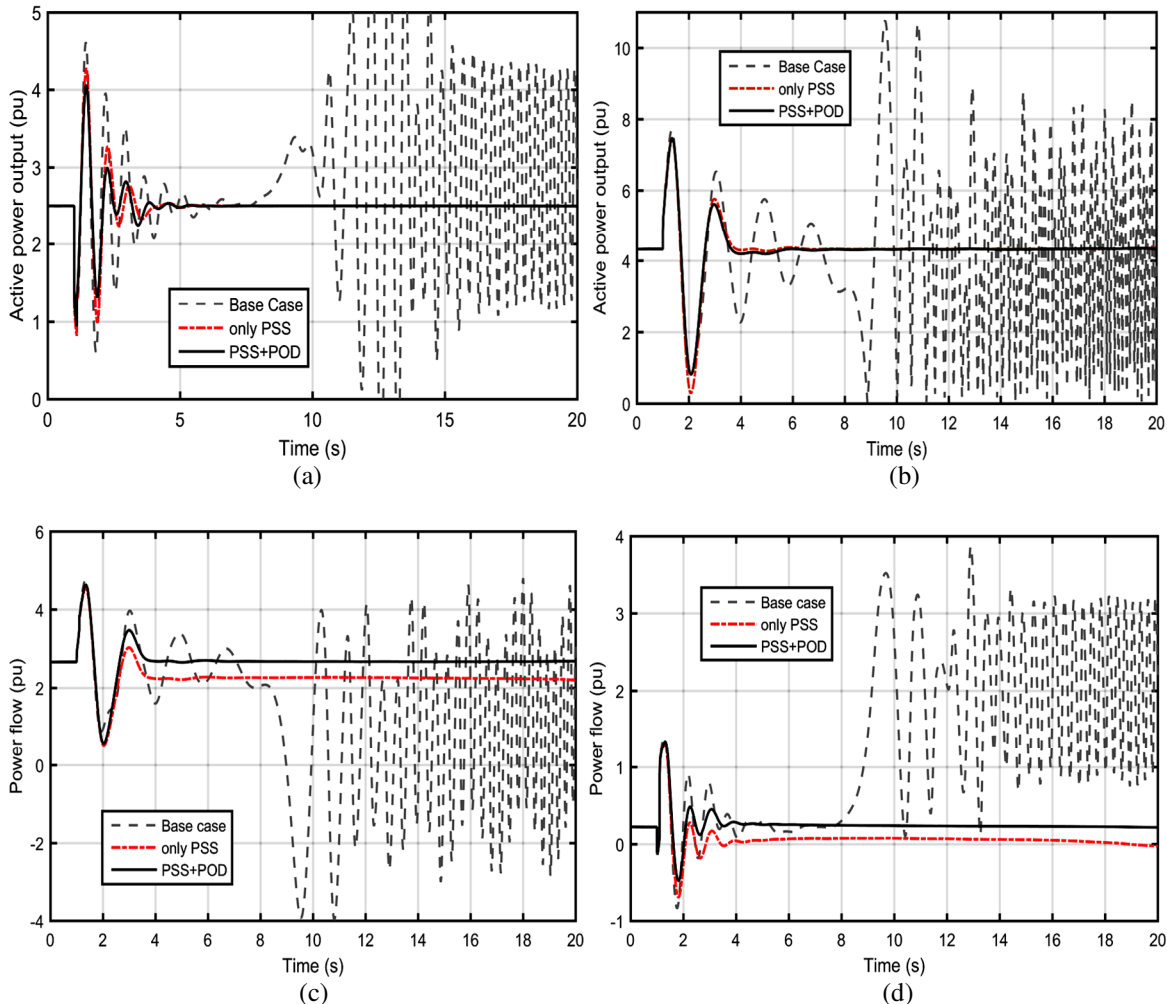 Active power output (pu)
5
4
3
2
1
0
Base Case
only PSS
PSS+POD
0 5 10 15 20
Time (s)
(a)
Active power output (pu)
10
8
6
4
2
0
Base Case
only PSS
PSS+POD
0 2 4 6 8 10 12 14 16 18 20
Time (s)
(b)
Power flow (pu)
6
4
2
0
-2
-4
Base case
only PSS
PSS+POD
0 2 4 6 8 10 12 14 16 18 20
Time (s)
(c)
Power flow (pu)
4
3
2
1
0
-1
Base case
only PSS
PSS+POD
0 2 4 6 8 10 12 14 16 18 20
Time (s)
(d)